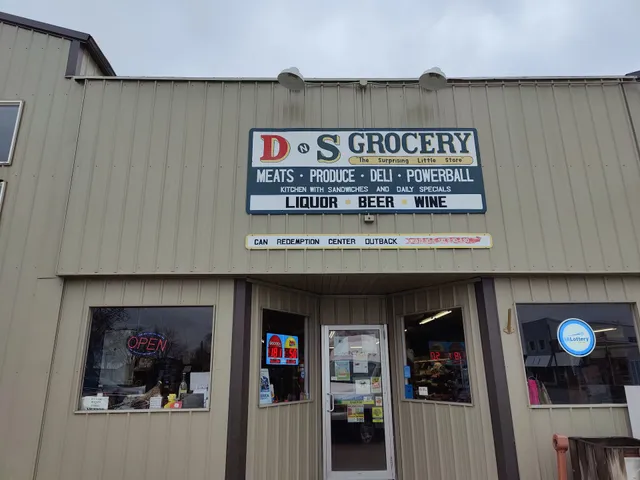 D N S GROCERY
The Surprising Little Store
MEATS · PRODUCE · DELI · POWERBALL
KITCHEN WITH SANDWICHES AND DAILY SPECIALS
LIQUOR · BEER · WINE
CAN REDEMPTION CENTER OUTBACK
OPEN
Lottery